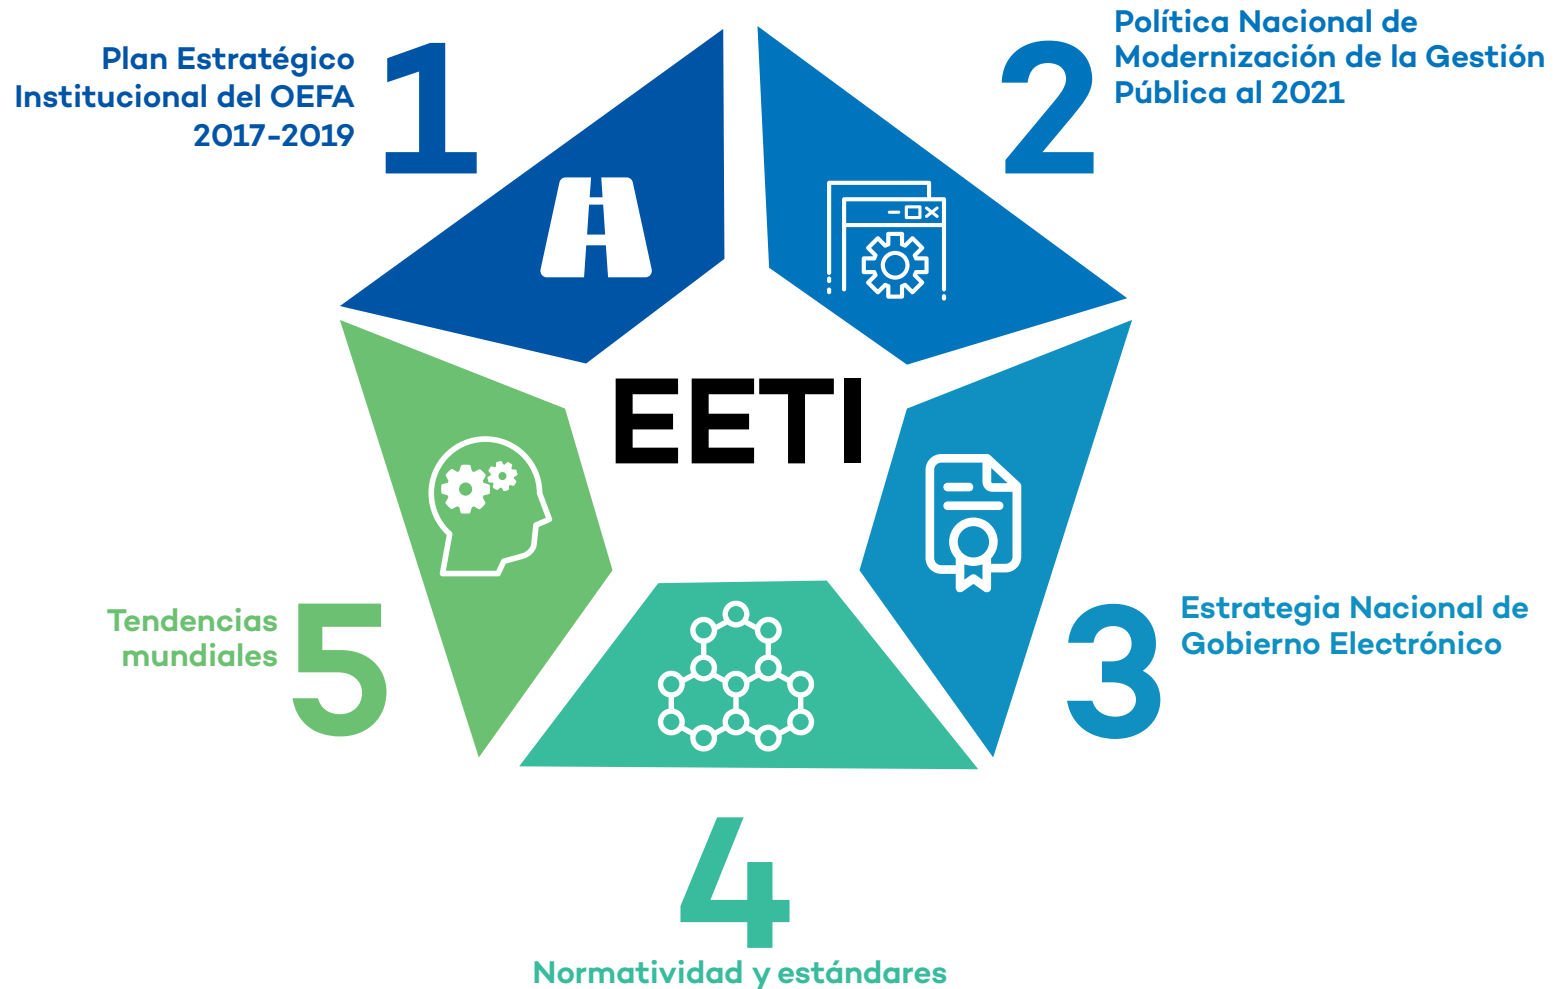 1
Plan Estratégico
Institucional del OEFA
2017-2019
2
Política Nacional de
Modernización de la Gestión
Pública al 2021
EETI
3
Estrategia Nacional de
Gobierno Electrónico
4
Normatividad y estándares
5
Tendencias
mundiales